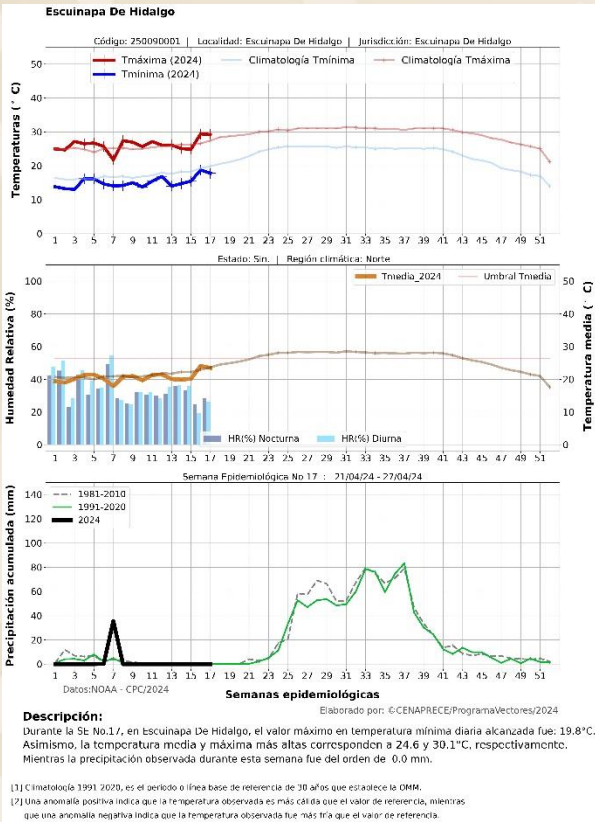 Escuinapa De Hidalgo
Código: 250090001 | Localidad: Escuinapa De Hidalgo | Jurisdicción: Escuinapa De Hidalgo
Tmáxima (2024) Climatología Tmínima Climatología Tmáxima
Tmínima (2024)
Temperaturas (° C)
50
40
30
20
10
0
1 3 5 7 9 11 13 15 17 19 21 23 25 27 29 31 33 35 37 39 41 43 45 47 49 51
Estado: Sin. | Región climática: Norte
Tmedia_2024 Umbral Tmedia
Humedad Relativa (%)
100
80
60
40
20
0
Temperatura media (° C)
50
40
30
20
10
0
HR(%) Nocturna HR(%) Diurna
1 3 5 7 9 11 13 15 17 19 21 23 25 27 29 31 33 35 37 39 41 43 45 47 49 51
Semana Epidemiológica No 17 : 21/04/24 - 27/04/24
1981-2010
1991-2020
2024
Precipitación acumulada (mm)
140
120
100
80
60
40
20
0
1 3 5 7 9 11 13 15 17 19 21 23 25 27 29 31 33 35 37 39 41 43 45 47 49 51
Datos:NOAA - CPC/2024
Semanas epidemiológicas
Elaborado por: ©CENAPRECE/ProgramaVectores/2024
Descripción:
Durante la SE No.17, en Escuinapa De Hidalgo, el valor máximo en temperatura mínima diaria alcanzada fue: 19.8°C.
Asimismo, la temperatura media y máxima más altas corresponden a 24.6 y 30.1°C, respectivamente.
Mientras la precipitación observada durante esta semana fue del orden de 0.0 mm.
[1] Climatología 1991 2020, es el periodo o línea base de referencia de 30 años que establece la OMM.
[2] Una anomalía positiva indica que la temperatura observada es más cálida que el valor de referencia, mientras
que una anomalía negativa indica que la temperatura observada fue más fría que el valor de referencia.